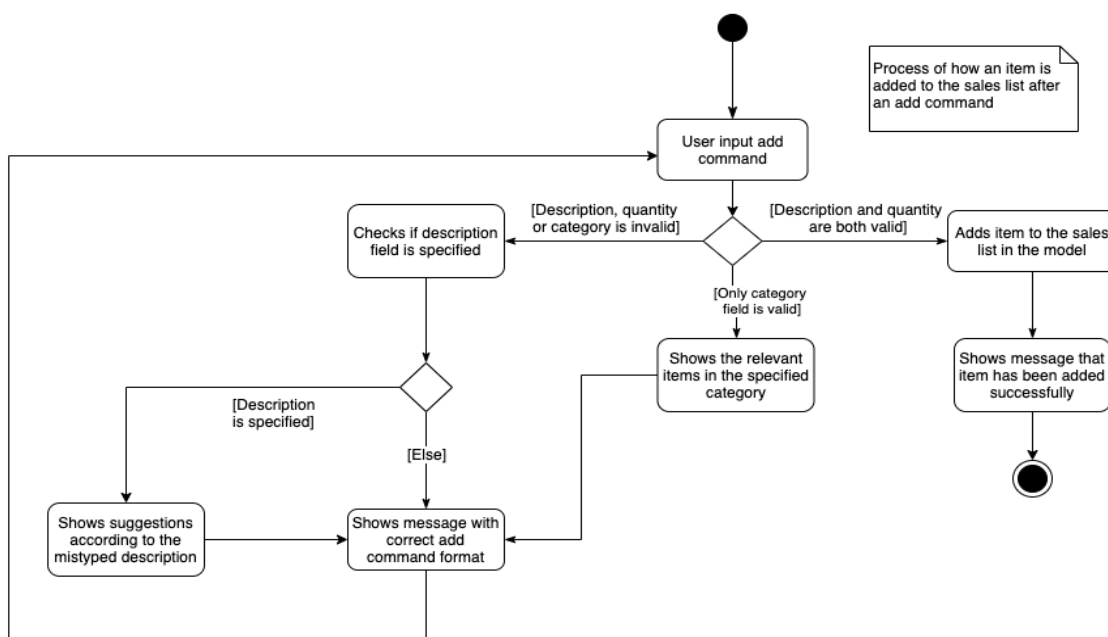 Process of how an item is
added to the sales list after
an add command
User input add
command
[Description, quantity
or category is invalid]
[Description and quantity
are both valid]
Checks if description
field is specified
Adds item to the sales
list in the model
[Only category
field is valid]
Shows the relevant
items in the specified
category
Shows message that
item has been added
successfully
[Description
is specified]
[Else]
Shows suggestions
according to the
mistyped description
Shows message with
correct add
command format